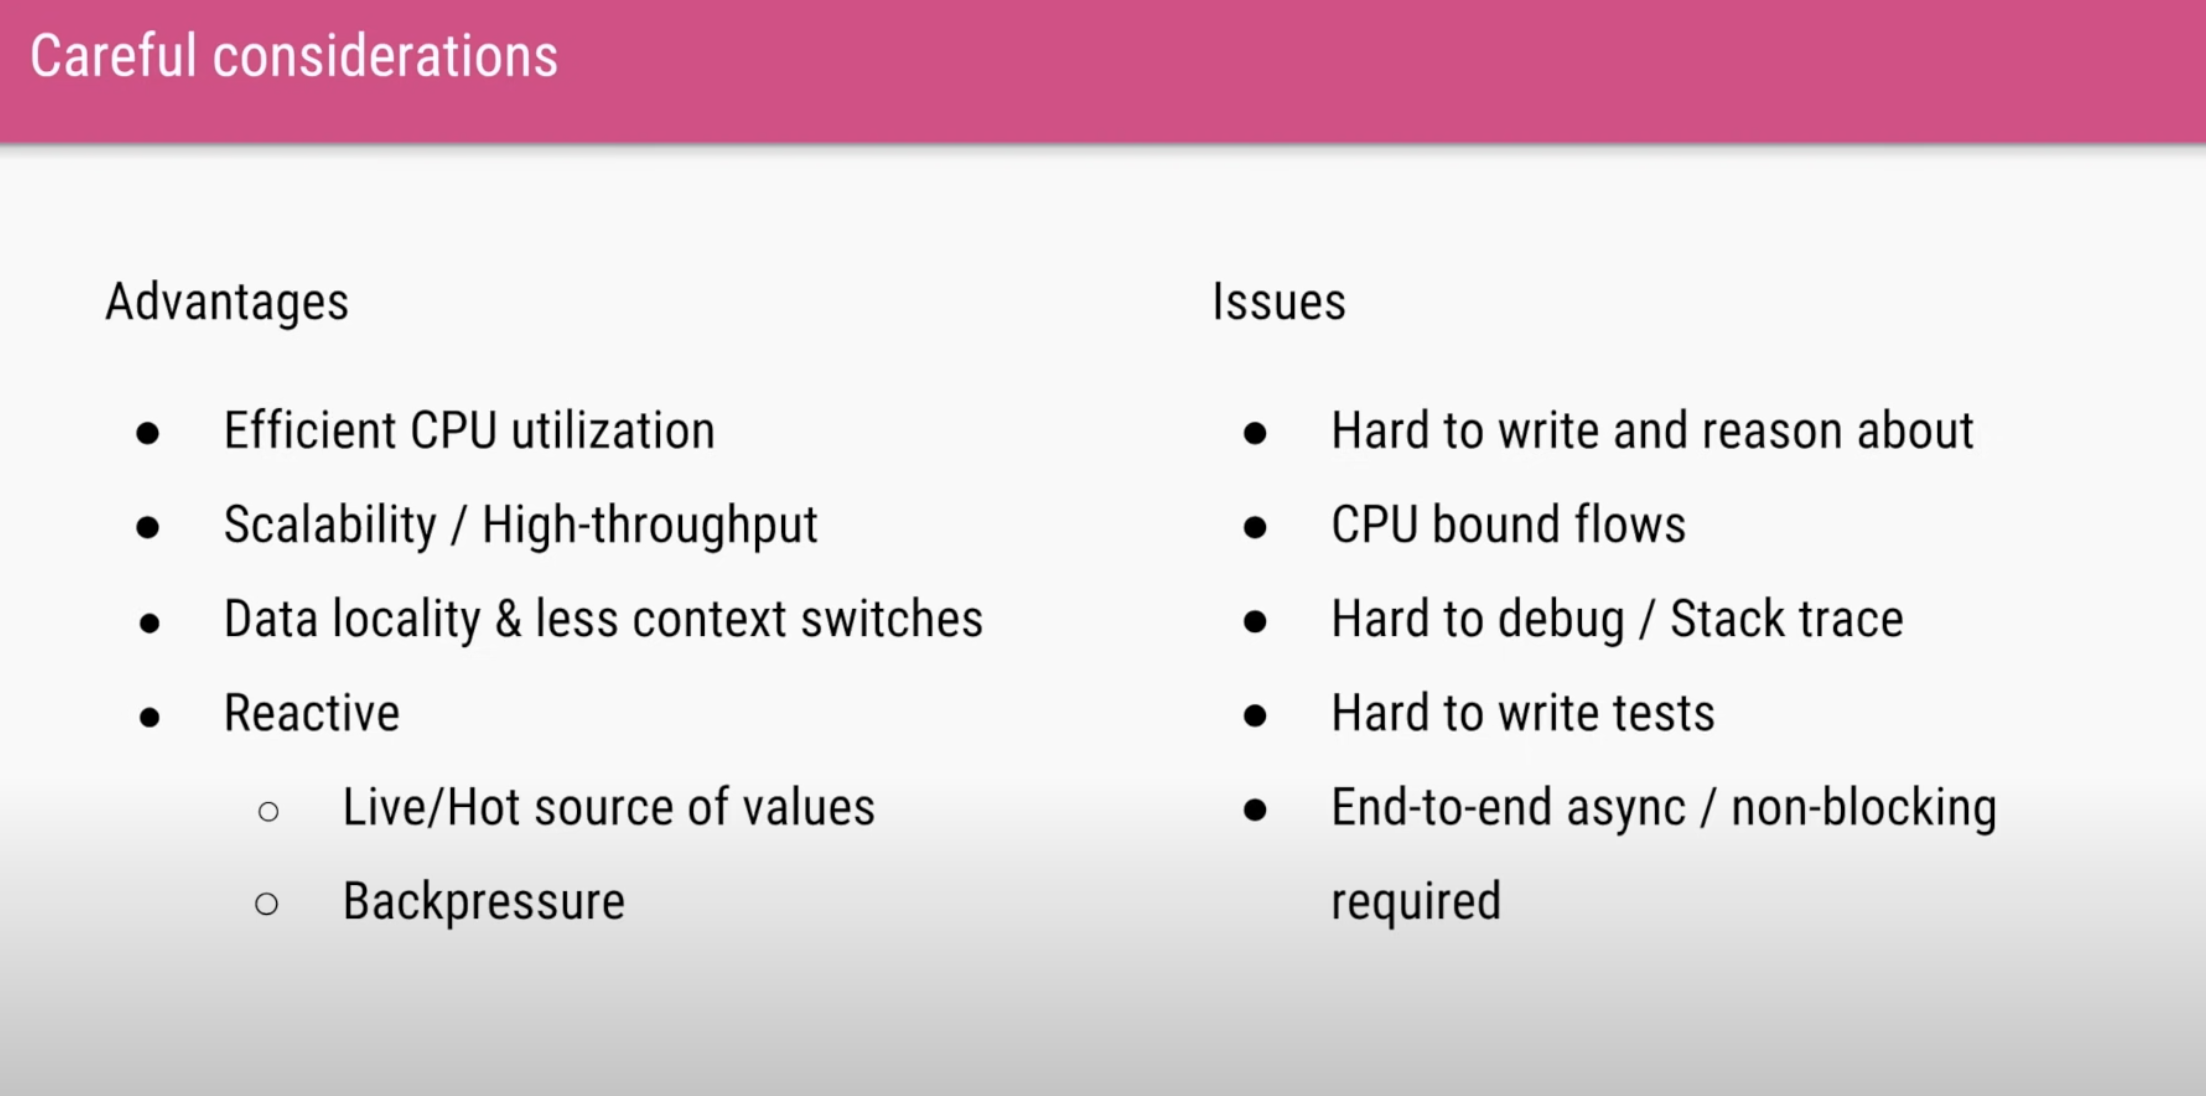 Careful considerations
Advantages
● Efficient CPU utilization
● Scalability / High-throughput
● Data locality & less context switches
● Reactive
○ Live/Hot source of values
○ Backpressure
Issues
● Hard to write and reason about
● CPU bound flows
● Hard to debug / Stack trace
● Hard to write tests
● End-to-end async / non-blocking
required